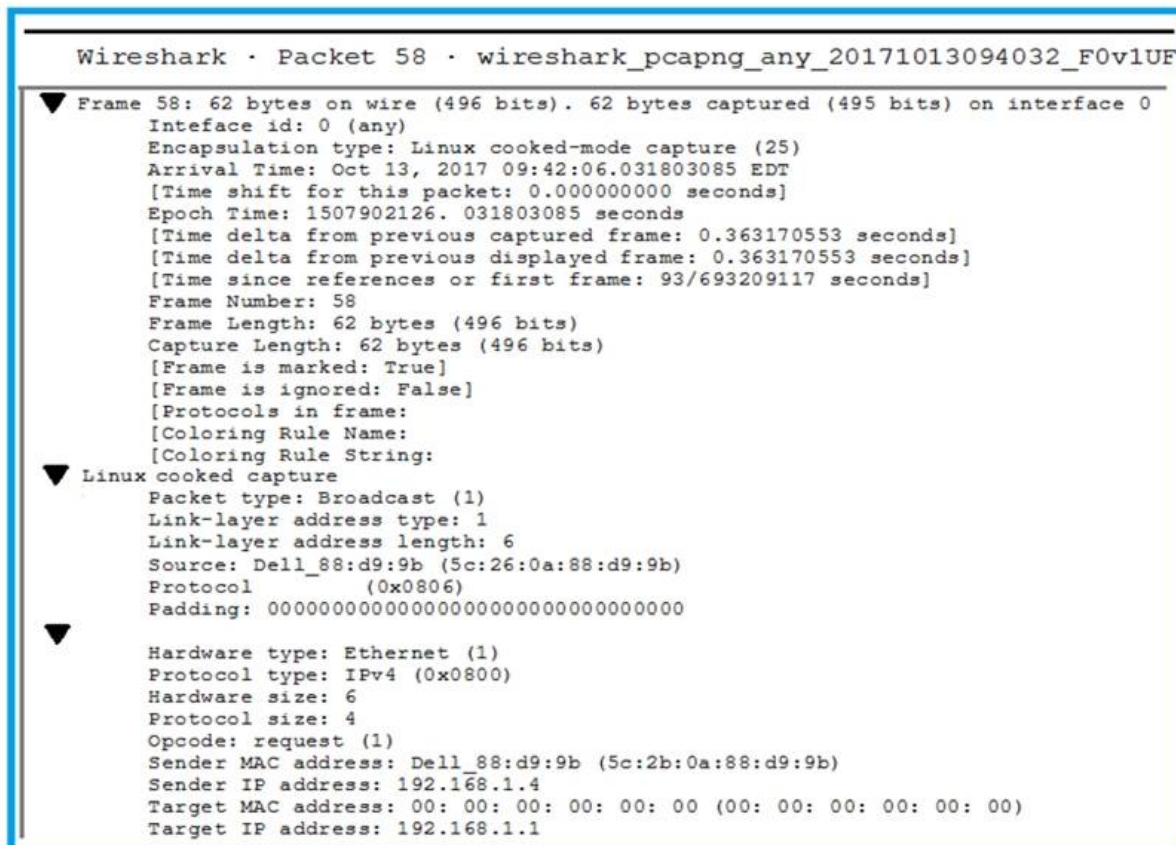 Wireshark · Packet 58 · wireshark_pcapng_any_20171013094032_F0v1UF
Frame 58: 62 bytes on wire (496 bits). 62 bytes captured (495 bits) on interface 0
Inteface id: 0 (any)
Encapsulation type: Linux cooked-mode capture (25)
Arrival Time: Oct 13, 2017 09:42:06.031803085 EDT
[Time shift for this packet: 0.000000000 seconds]
Epoch Time: 1507902126. 031803085 seconds
[Time delta from previous captured frame: 0.363170553 seconds]
[Time delta from previous displayed frame: 0.363170553 seconds]
[Time since references or first frame: 93/693209117 seconds]
Frame Number: 58
Frame Length: 62 bytes (496 bits)
Capture Length: 62 bytes (496 bits)
[Frame is marked: True]
[Frame is ignored: False]
[Protocols in frame:
[Coloring Rule Name:
[Coloring Rule String:
Linux cooked capture
Packet type: Broadcast (1)
Link-layer address type: 1
Link-layer address length: 6
Source: Dell_88:d9:9b (5c:26:0a:88:d9:9b)
Protocol (0x0806)
Padding: 00000000000000000000000000000000
Hardware type: Ethernet (1)
Protocol type: IPv4 (0x0800)
Hardware size: 6
Protocol size: 4
Opcode: request (1)
Sender MAC address: Dell_88:d9:9b (5c:2b:0a:88:d9:9b)
Sender IP address: 192.168.1.4
Target MAC address: 00: 00: 00: 00: 00: 00 (00: 00: 00: 00: 00: 00)
Target IP address: 192.168.1.1